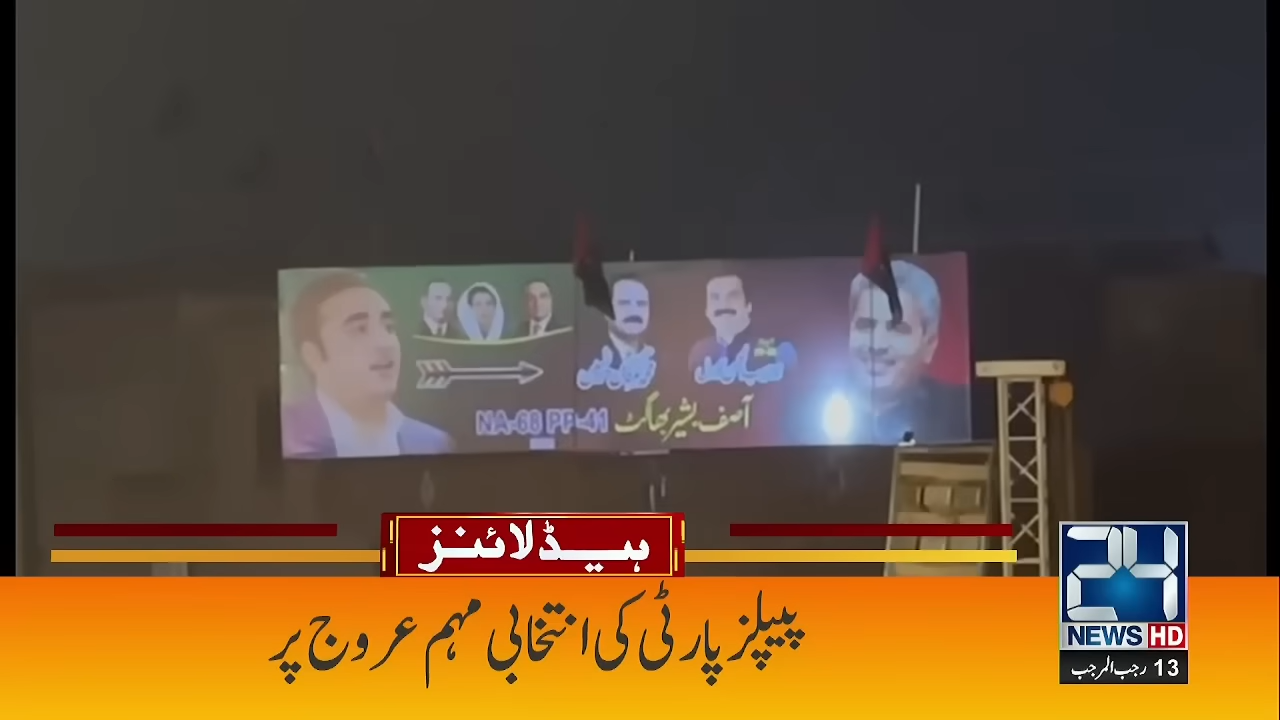 NA-68 PP-41 آصف بشیر بھاگٹ
ہیڈلائنز
پیپلز پارٹی کی انتخابی مہم عروج پر
24
NEWS HD
13 رجب المرجب